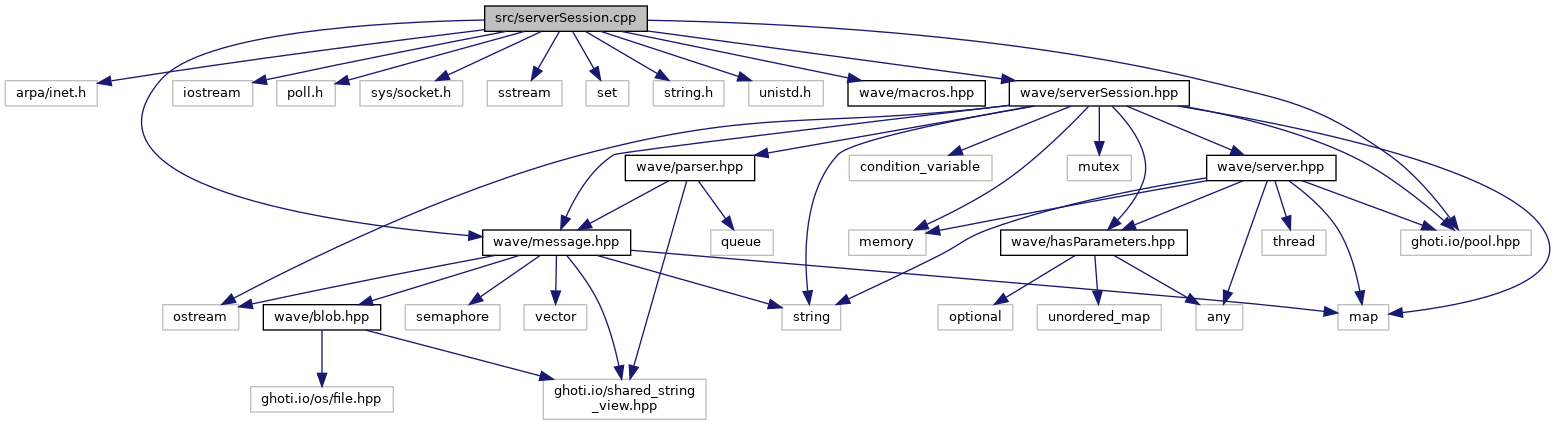 src/serverSession.cpp
arpa/inet.h
iostream
poll.h
sys/socket.h
sstream
set
string.h
unistd.h
wave/macros.hpp
wave/serverSession.hpp
wave/parser.hpp
condition_variable
mutex
wave/server.hpp
wave/message.hpp
queue
memory
wave/hasParameters.hpp
thread
ghoti.io/pool.hpp
ostream
wave/blob.hpp
semaphore
vector
string
optional
unordered_map
any
map
ghoti.io/os/file.hpp
ghoti.io/shared_string
_view.hpp